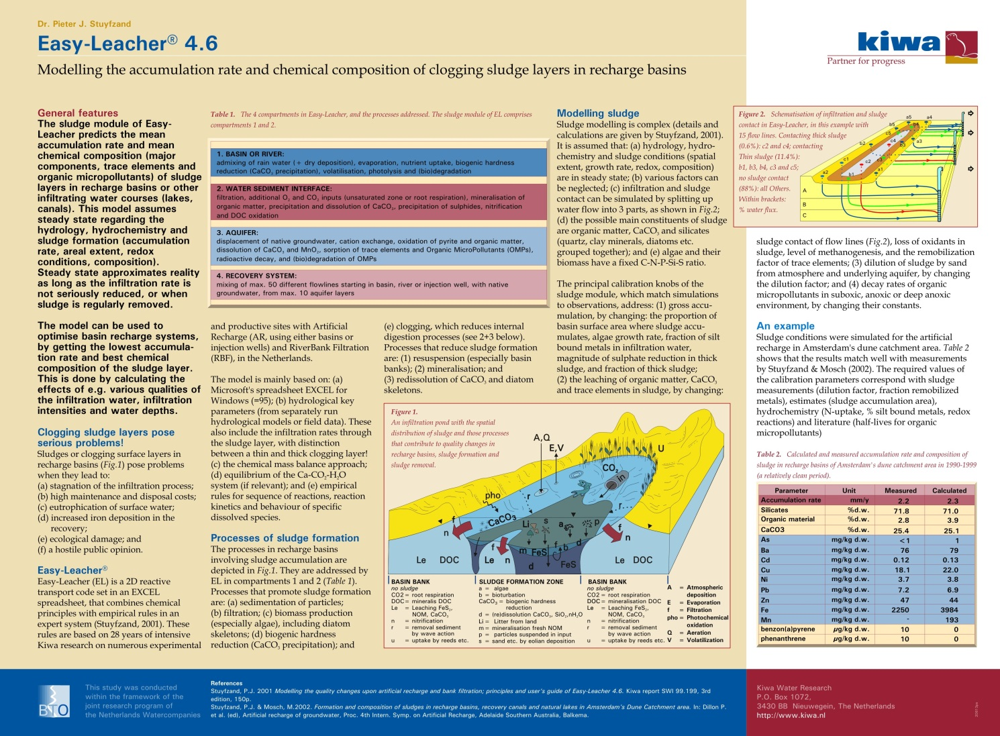 Dr. Pieter J. Stuyfzand
Easy-Leacher® 4.6
Modelling the accumulation rate and chemical composition of clogging sludge layers in recharge basins
kiwa
Partner for progress
General features
The sludge module of Easy-
Leacher predicts the mean
accumulation rate and mean
chemical composition (major
components, trace elements and
organic micropollutants) of sludge
layers in recharge basins or other
infiltrating water courses (lakes,
canals). This model assumes
steady state regarding the
hydrology, hydrochemistry and
sludge formation (accumulation
rate, areal extent, redox
conditions, composition).
Steady state approximates reality
as long as the infiltration rate is
not seriously reduced, or when
sludge is regularly removed.
The model can be used to
optimise basin recharge systems,
by getting the lowest accumula-
tion rate and best chemical
composition of the sludge layer.
This is done by calculating the
effects of e.g. various qualities of
the infiltration water, infiltration
intensities and water depths.
Clogging sludge layers pose
serious problems!
Sludges or clogging surface layers in
recharge basins (Fig.1) pose problems
when they lead to:
(a) stagnation of the infiltration process;
(b) high maintenance and disposal costs;
(c) eutrophication of surface water;
(d) increased iron deposition in the
recovery;
(e) ecological damage; and
(f) a hostile public opinion.
Easy-Leacher®
Easy-Leacher (EL) is a 2D reactive
transport code set in an EXCEL
spreadsheet, that combines chemical
principles with empirical rules in an
expert system (Stuyfzand, 2001). These
rules are based on 28 years of intensive
Kiwa research on numerous experimental
Table 1. The 4 compartments in Easy-Leacher, and the processes addressed. The sludge module of EL comprises
compartments 1 and 2.
1. BASIN OR RIVER:
admixing of rain water (+ dry deposition), evaporation, nutrient uptake, biogenic hardness
reduction (CaCO3 precipitation), volatilisation, photolysis and (bio)degradation
2. WATER SEDIMENT INTERFACE:
filtration, additional O2 and CO2 inputs (unsaturated zone or root respiration), mineralisation of
organic matter, precipitation and dissolution of CaCO3, precipitation of sulphides, nitrification
and DOC oxidation
3. AQUIFER:
displacement of native groundwater, cation exchange, oxidation of pyrite and organic matter,
dissolution of CaCO3 and MnO2, sorption of trace elements and Organic MicroPollutants (OMPs),
radioactive decay, and (bio)degradation of OMPs
4. RECOVERY SYSTEM:
mixing of max. 50 different flowlines starting in basin, river or injection well, with native
groundwater, from max. 10 aquifer layers
and productive sites with Artificial
Recharge (AR, using either basins or
injection wells) and RiverBank Filtration
(RBF), in the Netherlands.
The model is mainly based on: (a)
Microsoft's spreadsheet EXCEL for
Windows (=95); (b) hydrological key
parameters (from separately run
hydrological models or field data). These
also include the infiltration rates through
the sludge layer, with distinction
between a thin and thick clogging layer!
(c) the chemical mass balance approach;
(d) equilibrium of the Ca-CO2-H2O
system (if relevant); and (e) empirical
rules for sequence of reactions, reaction
kinetics and behaviour of specific
dissolved species.
Processes of sludge formation
The processes in recharge basins
involving sludge accumulation are
depicted in Fig.1. They are addressed by
EL in compartments 1 and 2 (Table 1).
Processes that promote sludge formation
are: (a) sedimentation of particles;
(b) filtration; (c) biomass production
(especially algae), including diatom
skeletons; (d) biogenic hardness
reduction (CaCO3 precipitation); and
(e) clogging, which reduces internal
digestion processes (see 2+3 below).
Processes that reduce sludge formation
are: (1) resuspension (especially basin
banks); (2) mineralisation; and
(3) redissolution of CaCO3 and diatom
skeletons.
Modelling sludge
Sludge modelling is complex (details and
calculations are given by Stuyfzand, 2001).
It is assumed that: (a) hydrology, hydro-
chemistry and sludge conditions (spatial
extent, growth rate, redox, composition)
are in steady state; (b) various factors can
be neglected; (c) infiltration and sludge
contact can be simulated by splitting up
water flow into 3 parts, as shown in Fig.2;
(d) the possible main constituents of sludge
are organic matter, CaCO3 and silicates
(quartz, clay minerals, diatoms etc.
grouped together); and (e) algae and their
biomass have a fixed C-N-P-Si-S ratio.
The principal calibration knobs of the
sludge module, which match simulations
to observations, address: (1) gross accu-
mulation, by changing: the proportion of
basin surface area where sludge accu-
mulates, algae growth rate, fraction of silt
bound metals in infiltration water,
magnitude of sulphate reduction in thick
sludge, and fraction of thick sludge;
(2) the leaching of organic matter, CaCO3
and trace elements in sludge, by changing:
Figure 1.
An infiltration pond with the spatial
distribution of sludge and those processes
that contribute to quality changes in
recharge basins, sludge formation and
sludge removal.
A,Q
E,V
U
CO2
in
pho
r
r
CaCO3
f
n
Li
s
a
p
f
n
f
m
FeS
f
b
d
Le DOC
Le n
d
FeS
Le DOC
BASIN BANK
no sludge
CO2 = root respiration
DOC = mineralis DOC
Le = Leaching FeS2,
NOM, CaCO3
n = nitrification
r = removal sediment
by wave action
u = uptake by reeds etc.
SLUDGE FORMATION ZONE
a = algae
b = bioturbation
CaCO3 = biogenic hardness
reduction
d = (re)dissolution CaCO3, SiO2.nH2O
Li = Litter from land
m = mineralisation fresh NOM
p = particles suspended in input
s = sand etc. by eolian deposition
BASIN BANK
no sludge
CO2 = root respiration
DOC = mineralisation DOC
Le = Leaching FeS2,
NOM, CaCO3
n = nitrification
r = removal sediment
by wave action
u = uptake by reeds etc.
A = Atmospheric
deposition
E = Evaporation
f = Filtration
pho = Photochemical
oxidation
Q = Aeration
V = Volatilization
Figure 2. Schematisation of infiltration and sludge
contact in Easy-Leacher, in this example with
15 flow lines. Contacting thick sludge
(0.6%): c2 and c4; contacting
Thin sludge (11.4%):
b1, b3, b4, c3 and c5;
no sludge contact
(88%): all Others.
Within brackets:
% water flux.
a5
a4
b5
b4
c5
c4
b3
a3
b2
c3
c1
c2
a2
b1
a1
A
B
C
sludge contact of flow lines (Fig.2), loss of oxidants in
sludge, level of methanogenesis, and the remobilization
factor of trace elements; (3) dilution of sludge by sand
from atmosphere and underlying aquifer, by changing
the dilution factor; and (4) decay rates of organic
micropollutants in suboxic, anoxic or deep anoxic
environment, by changing their constants.
An example
Sludge conditions were simulated for the artificial
recharge in Amsterdam's dune catchment area. Table 2
shows that the results match well with measurements
by Stuyfzand & Mosch (2002). The required values of
the calibration parameters correspond with sludge
measurements (dilution factor, fraction remobilized
metals), estimates (sludge accumulation area),
hydrochemistry (N-uptake, % silt bound metals, redox
reactions) and literature (half-lives for organic
micropollutants)
Table 2. Calculated and measured accumulation rate and composition of
sludge in recharge basins of Amsterdam's dune catchment area in 1990-1999
(a relatively clean period).
Parameter Unit Measured Calculated
Accumulation rate mm/y 2.2 2.3
Silicates %d.w. 71.8 71.0
Organic material %d.w. 2.8 3.9
CaCO3 %d.w. 25.4 25.1
As mg/kg d.w. <1 1
Ba mg/kg d.w. 76 79
Cd mg/kg d.w. 0.12 0.13
Cu mg/kg d.w. 18.1 22.0
Ni mg/kg d.w. 3.7 3.8
Pb mg/kg d.w. 7.2 6.9
Zn mg/kg d.w. 47 44
Fe mg/kg d.w. 2250 3984
Mn mg/kg d.w. - 193
benzon(a)pyrene µg/kg d.w. 10 0
phenanthrene µg/kg d.w. 10 0
BTO
This study was conducted
within the framework of the
joint research program of
the Netherlands Watercompanies
References
Stuyfzand, P.J. 2001 Modelling the quality changes upon artificial recharge and bank filtration; principles and user's guide of Easy-Leacher 4.6. Kiwa report SWI 99.199, 3rd
edition, 150p.
Stuyfzand, P.J. & Mosch, M.2002. Formation and composition of sludges in recharge basins, recovery canals and natural lakes in Amsterdam's Dune Catchment area. In: Dillon P.
et al. (ed), Artificial recharge of groundwater, Proc. 4th Intern. Symp. on Artificial Recharge, Adelaide Southern Australia, Balkema.
Kiwa Water Research
P.O. Box 1072,
3430 BB Nieuwegein, The Netherlands
http://www.kiwa.nl